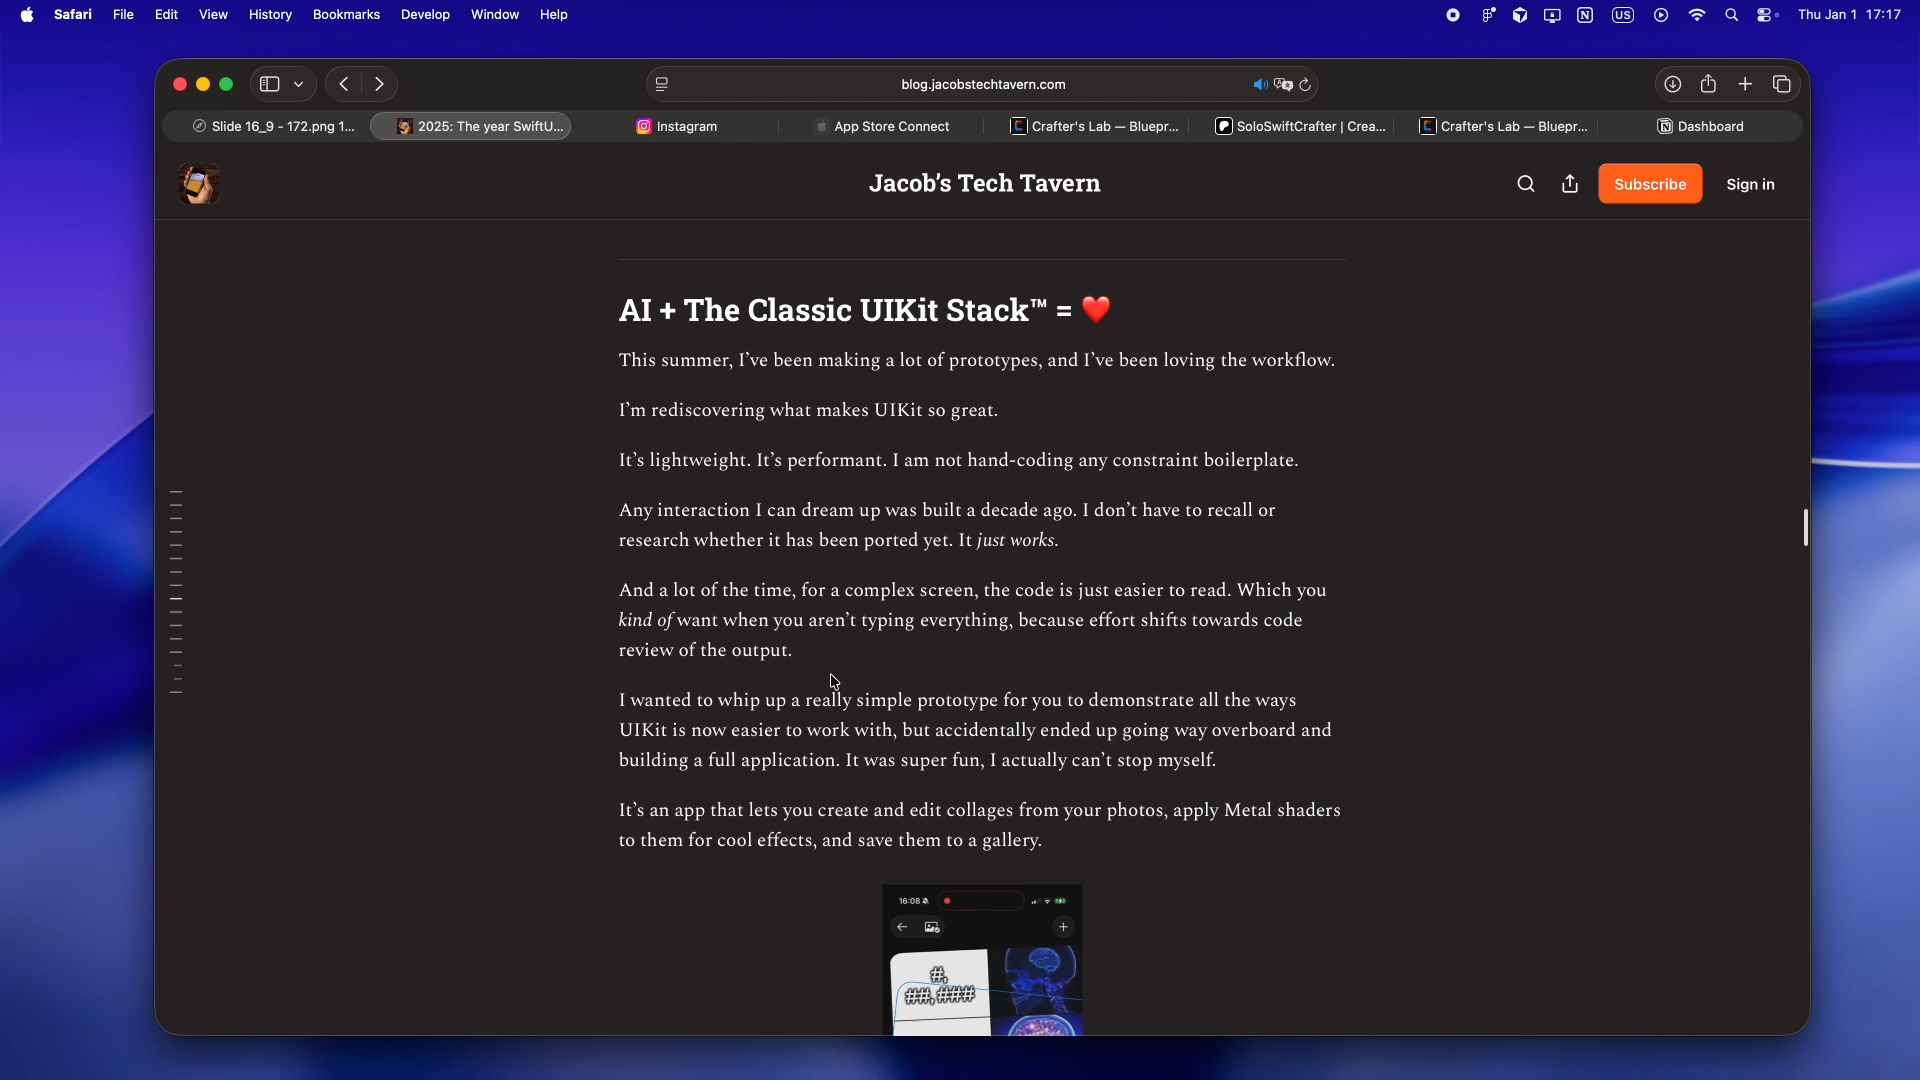 Safari File Edit View History Bookmarks Develop Window Help US Thu Jan 1 17:17
blog.jacobstechtavern.com
Slide 16_9 - 172.png 1... 2025: The year SwiftU... Instagram App Store Connect Crafter's Lab — Bluepr... SoloSwiftCrafter | Crea... Crafter's Lab — Bluepr... Dashboard
Jacob’s Tech Tavern Subscribe Sign in
AI + The Classic UIKit Stack™ = ❤️
This summer, I’ve been making a lot of prototypes, and I’ve been loving the workflow.
I’m rediscovering what makes UIKit so great.
It’s lightweight. It’s performant. I am not hand-coding any constraint boilerplate.
Any interaction I can dream up was built a decade ago. I don’t have to recall or
research whether it has been ported yet. It just works.
And a lot of the time, for a complex screen, the code is just easier to read. Which you
kind of want when you aren’t typing everything, because effort shifts towards code
review of the output.
I wanted to whip up a really simple prototype for you to demonstrate all the ways
UIKit is now easier to work with, but accidentally ended up going way overboard and
building a full application. It was super fun, I actually can’t stop myself.
It’s an app that lets you create and edit collages from your photos, apply Metal shaders
to them for cool effects, and save them to a gallery.
16:08
#,
##, ###